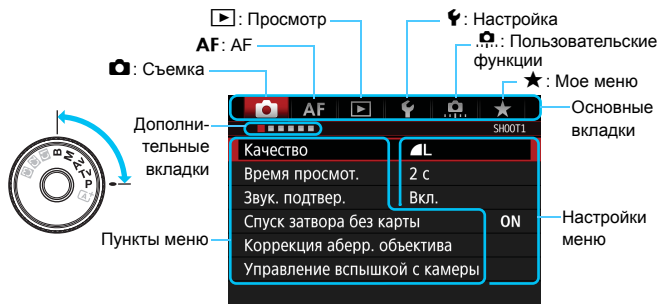 : Просмотр
: Настройка
AF: AF
: Пользовательские функции
: Съемка
★: Мое меню
AF
★
Основные вкладки
Дополни-
тельные
вкладки
SHOOT1
Качество
L
Время просмот.
2 с
Звук. подтвер.
Вкл.
Спуск затвора без карты
ON
Коррекция аберр. объектива
Управление вспышкой с камеры
Пункты меню
Настройки
меню
B
M
Av
Tv
P
A+